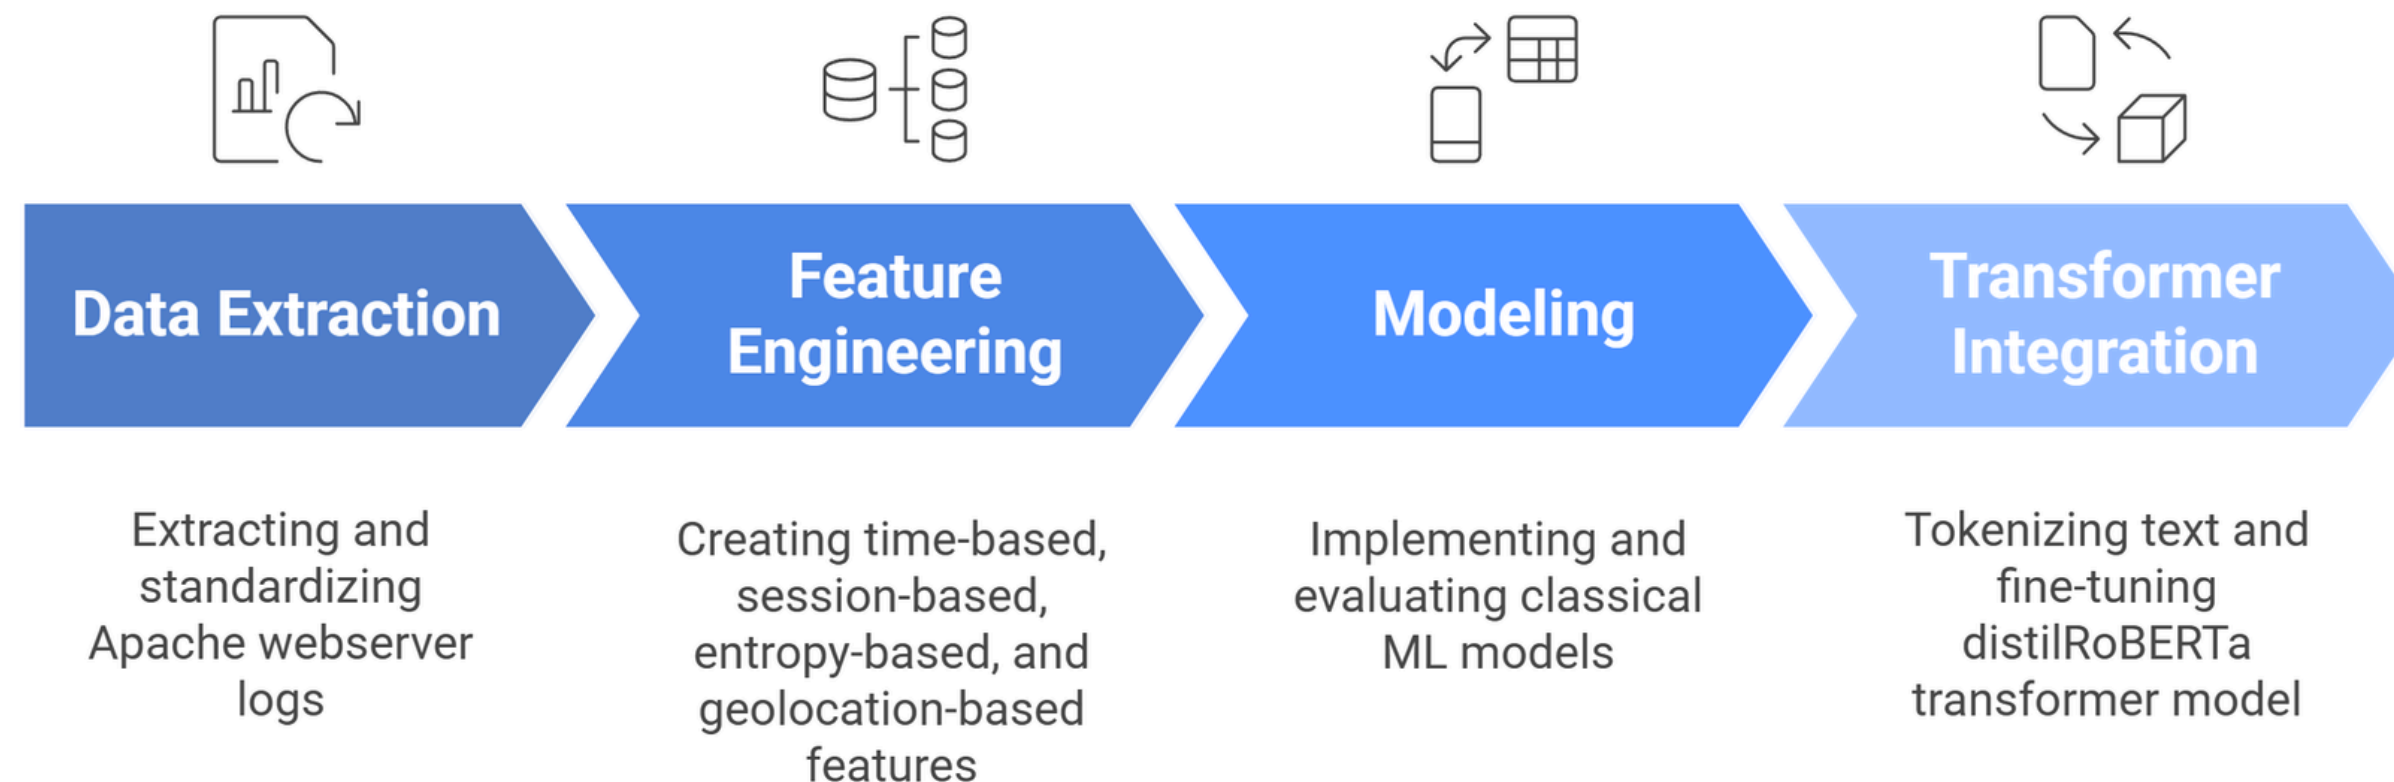 Data Extraction
Feature
Engineering
Modeling
Transformer
Integration
Extracting and
standardizing
Apache webserver
logs
Creating time-based,
session-based,
entropy-based, and
geolocation-based
features
Implementing and
evaluating classical
ML models
Tokenizing text and
fine-tuning
distilRoBERTa
transformer model